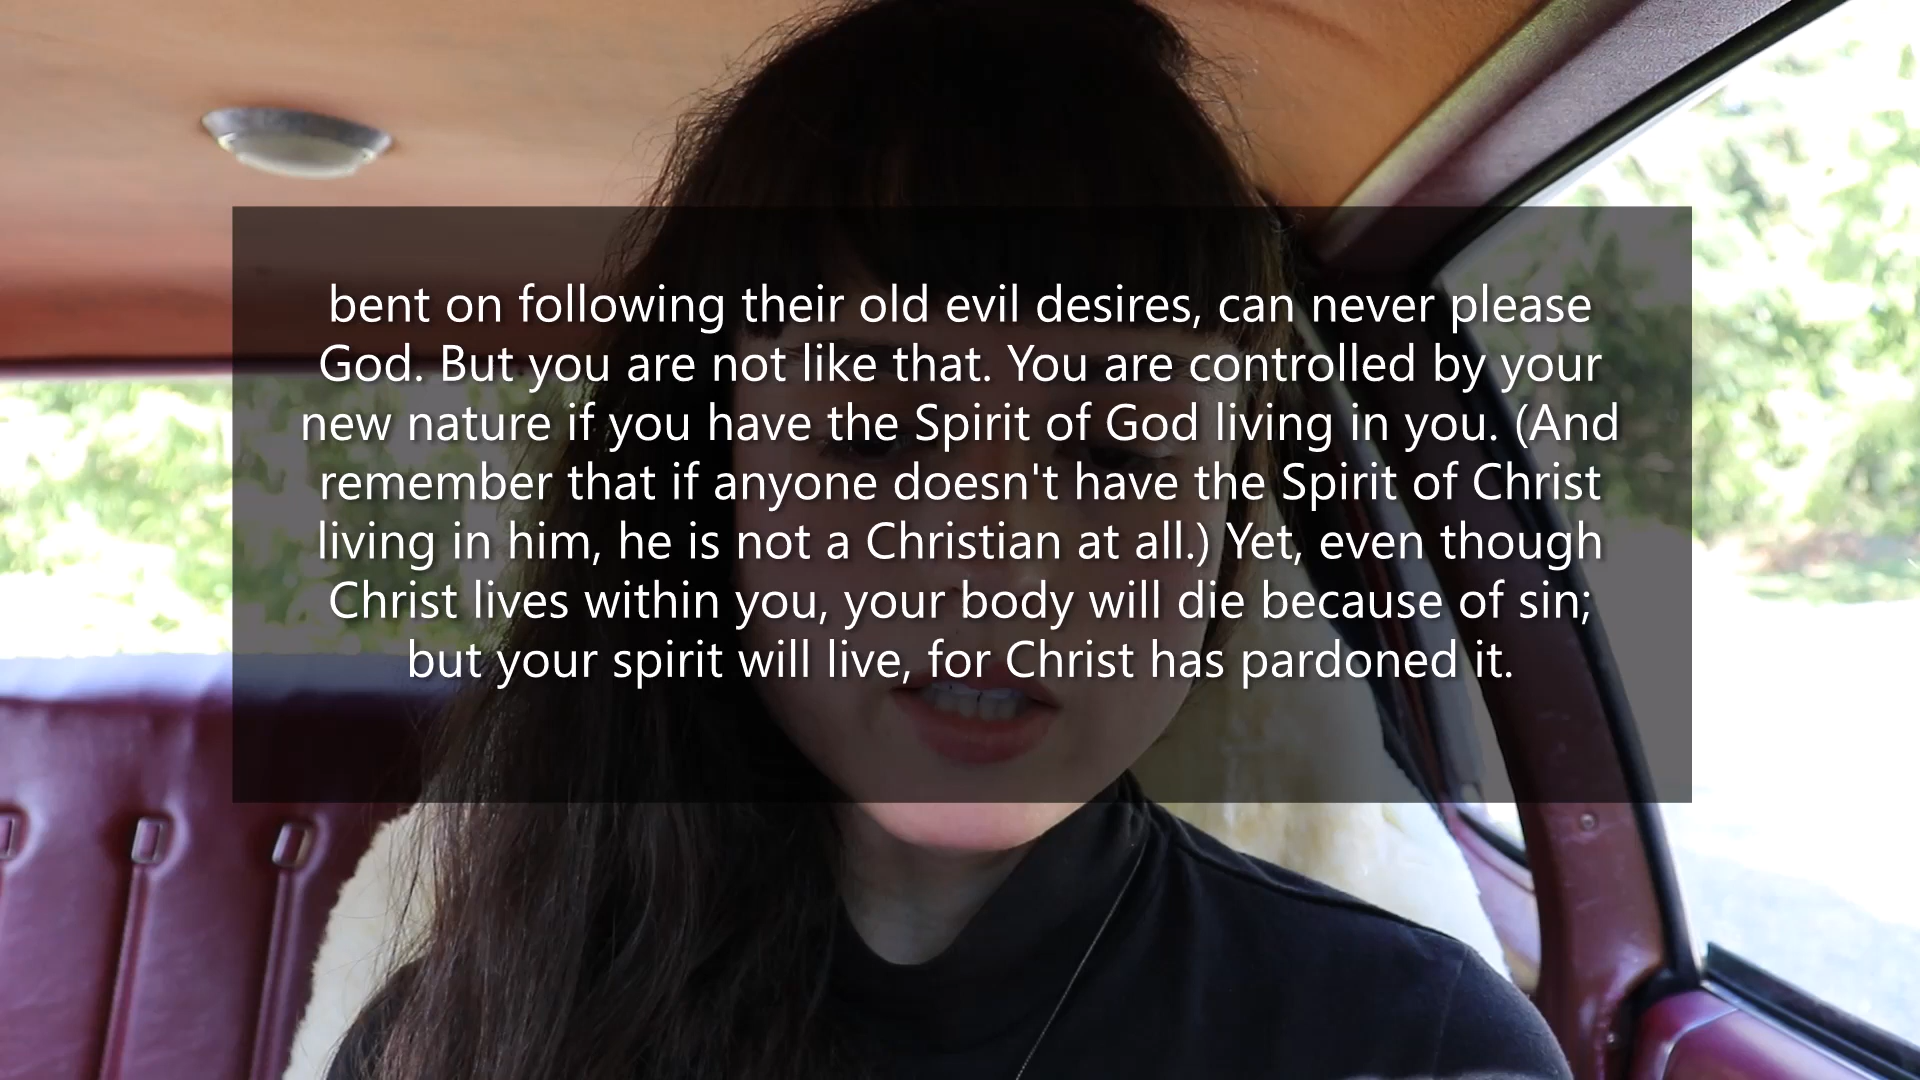 bent on following their old evil desires, can never please
God. But you are not like that. You are controlled by your
new nature if you have the Spirit of God living in you. (And
remember that if anyone doesn't have the Spirit of Christ
living in him, he is not a Christian at all.) Yet, even though
Christ lives within you, your body will die because of sin;
but your spirit will live, for Christ has pardoned it.